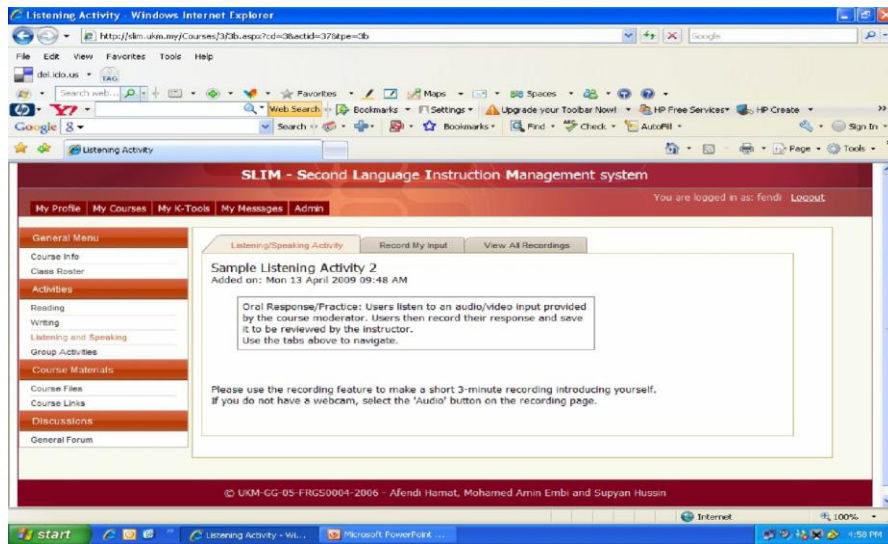 Listening Activity - Windows Internet Explorer
http://slim.ukm.my/Courses/3/3b.aspx?cd=3&actid=37&tpe=3b
Google
File Edit View Favorites Tools Help
del.icio.us TAG
Search web... Favorites Maps Spaces
Web Search Bookmarks Settings Upgrade your Toolbar Now! HP Free Services HP Create
Google Search Bookmarks Find Check AutoFill Sign In
Listening Activity Page Tools
SLIM - Second Language Instruction Management system
You are logged in as: fendi Logout
My Profile My Courses My K-Tools My Messages Admin
General Menu
Course Info
Class Roster
Activities
Reading
Writing
Listening and Speaking
Group Activities
Course Materials
Course Files
Course Links
Discussions
General Forum
Listening/Speaking Activity Record My Input View All Recordings
Sample Listening Activity 2
Added on: Mon 13 April 2009 09:48 AM
Oral Response/Practice: Users listen to an audio/video input provided
by the course moderator. Users then record their response and save
it to be reviewed by the instructor.
Use the tabs above to navigate.
Please use the recording feature to make a short 3-minute recording introducing yourself.
If you do not have a webcam, select the 'Audio' button on the recording page.
© UKM-GG-05-FRGS0004-2006 - Afendi Hamat, Mohamed Amin Embi and Supyan Hussin
Internet 100%
start Listening Activity - Wi... Microsoft PowerPoint ... 4:58 PM